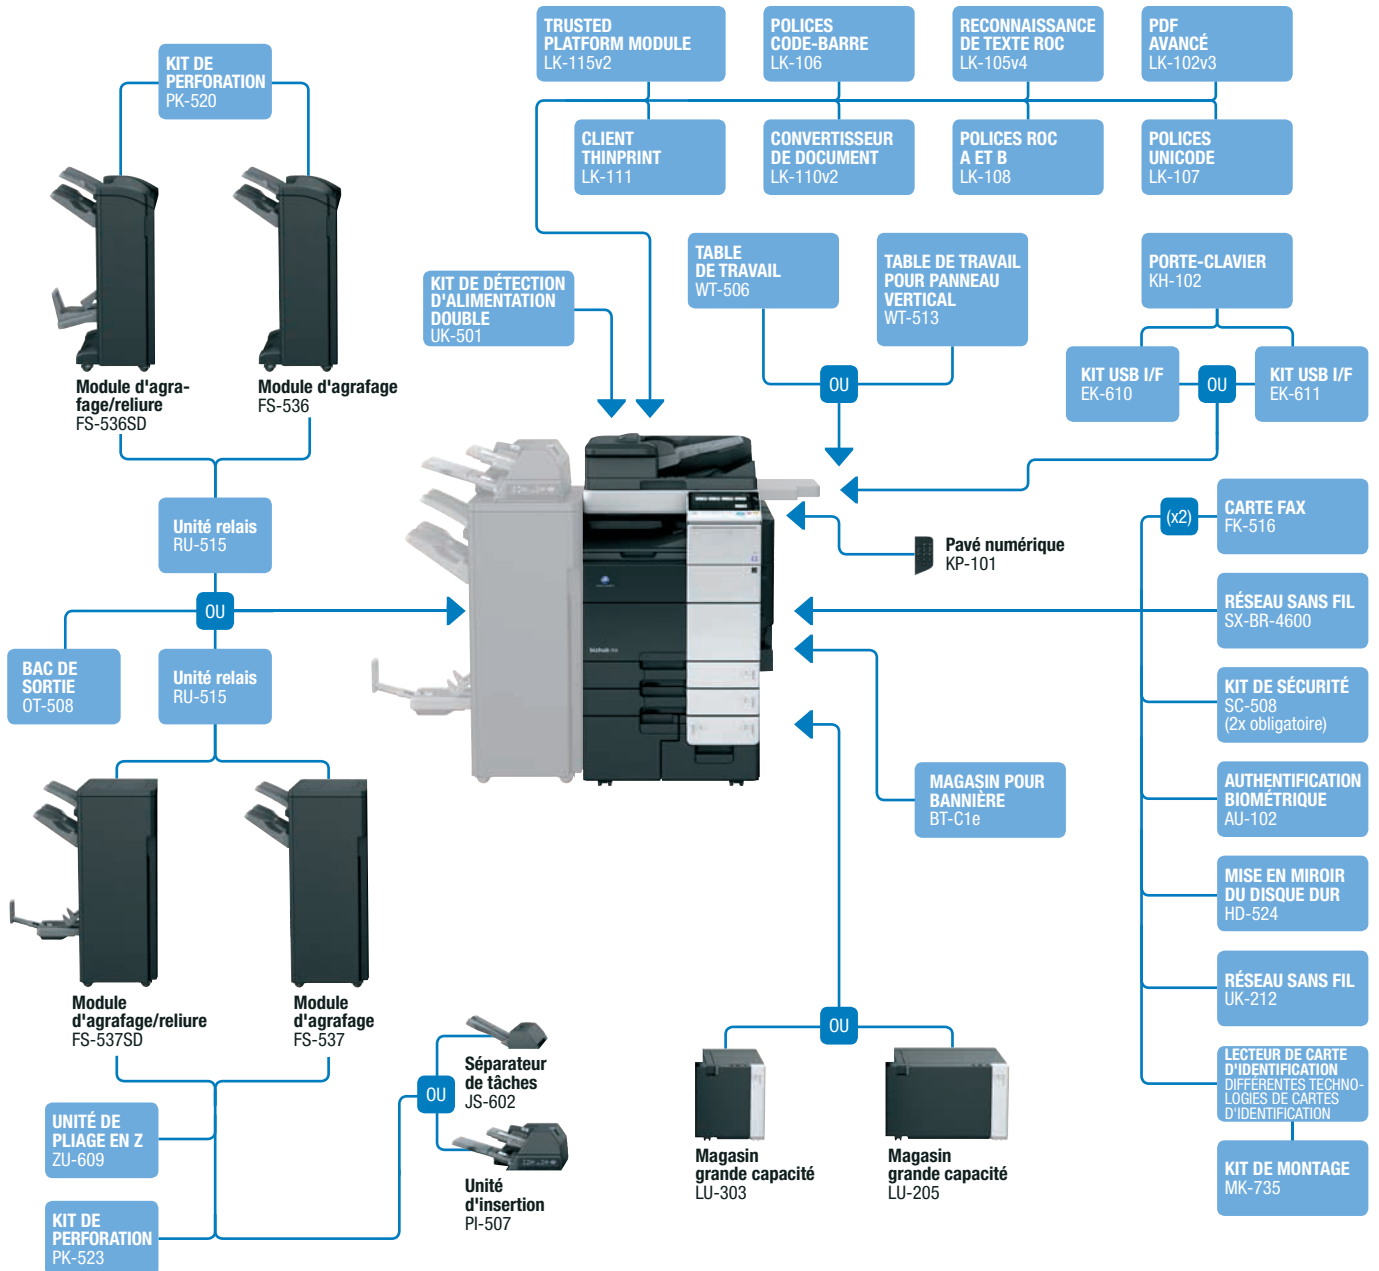 TRUSTED
PLATFORM MODULE
LK-115v2
POLICES
CODE-BARRE
LK-106
RECONNAISSANCE
DE TEXTE ROC
LK-105v4
PDF
AVANCÉ
LK-102v3
KIT DE
PERFORATION
PK-520
CLIENT
THINPRINT
LK-111
CONVERTISSEUR
DE DOCUMENT
LK-110v2
POLICES ROC
A ET B
LK-108
POLICES
UNICODE
LK-107
TABLE
DE TRAVAIL
WT-506
TABLE DE TRAVAIL
POUR PANNEAU
VERTICAL
WT-513
PORTE-CLAVIER
KH-102
KIT DE DÉTECTION
D'ALIMENTATION
DOUBLE
UK-501
OU
KIT USB I/F
EK-610
OU
KIT USB I/F
EK-611
Module d'agra-
fage/reliure
FS-536SD
Module d'agrafage
FS-536
Unité relais
RU-515
(x2)
CARTE FAX
FK-516
Pavé numérique
KP-101
OU
RÉSEAU SANS FIL
SX-BR-4600
bizhub
BAC DE
SORTIE
OT-508
Unité relais
RU-515
KIT DE SÉCURITÉ
SC-508
(2x obligatoire)
MAGASIN POUR
BANNIÈRE
BT-C1e
AUTHENTIFICATION
BIOMÉTRIQUE
AU-102
MISE EN MIROIR
DU DISQUE DUR
HD-524
RÉSEAU SANS FIL
UK-212
Module
d'agrafage/reliure
FS-537SD
Module
d'agrafage
FS-537
OU
Séparateur
de tâches
JS-602
OU
LECTEUR DE CARTE
D'IDENTIFICATION
DIFFÉRENTES TECHNO-
LOGIES DE CARTES
D'IDENTIFICATION
UNITÉ DE
PLIAGE EN Z
ZU-609
Unité
d'insertion
PI-507
Magasin
grande capacité
LU-303
Magasin
grande capacité
LU-205
KIT DE MONTAGE
MK-735
KIT DE
PERFORATION
PK-523